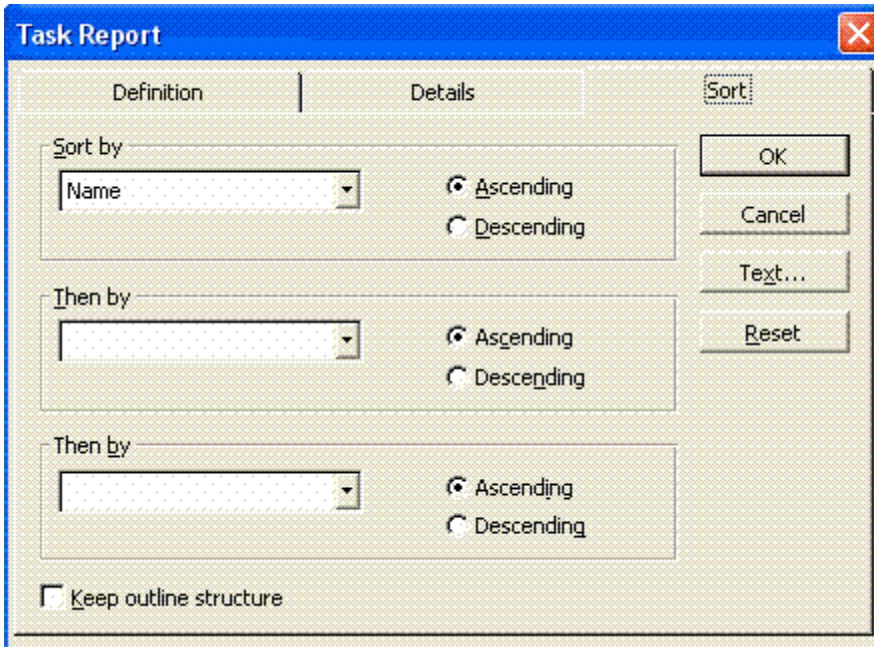 Task Report
Definition Details Sort
Sort by
Name
Ascending
Descending
OK
Cancel
Text...
Reset
Then by
Ascending
Descending
Then by
Ascending
Descending
Keep outline structure